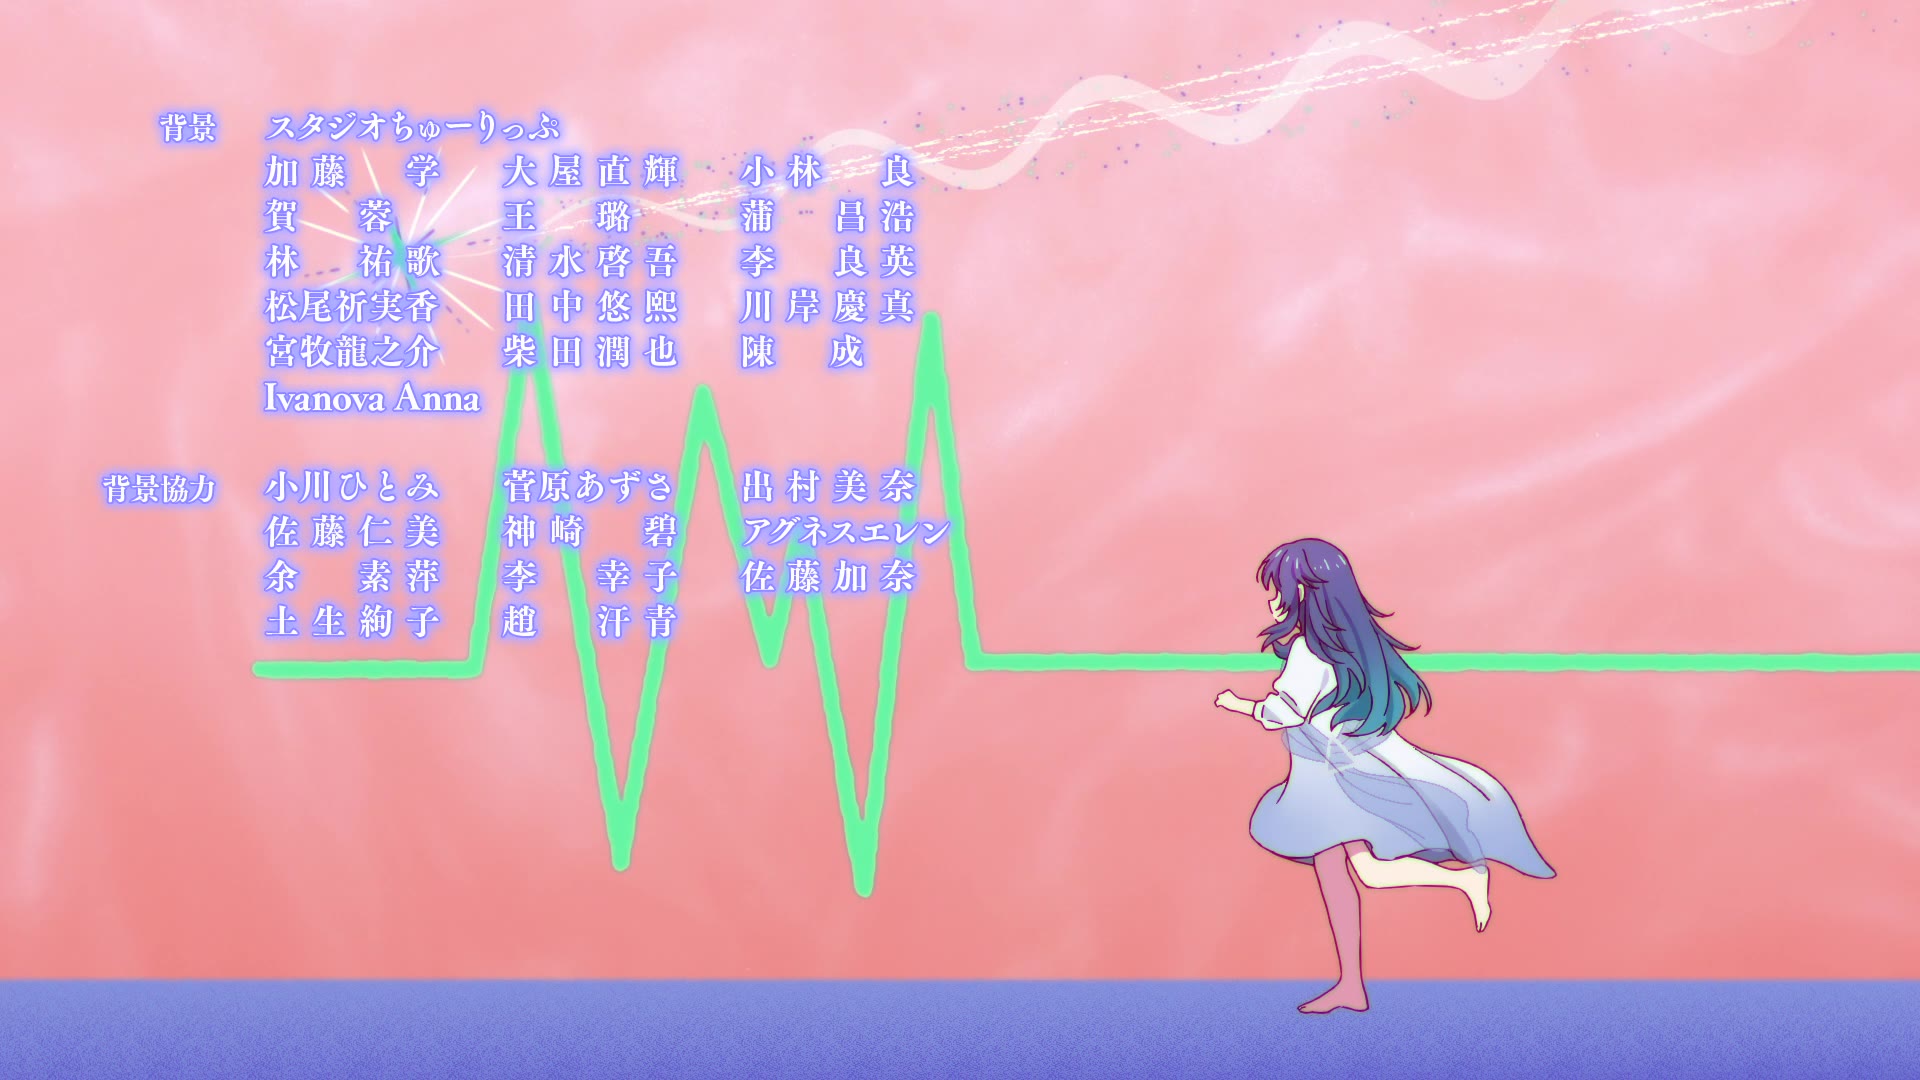 背景 スタジオちゅーりっぷ
加藤 学 大屋直輝 小林 良
賀 蓉 王 璐 蒲 昌浩
林 祐歌 清水啓吾 李 良英
松尾祈実香 田中悠熙 川岸慶真
宮牧龍之介 柴田潤也 陳 成
Ivanova Anna
背景協力 小川ひとみ 菅原あずさ 出村美奈
佐藤仁美 神崎 碧 アグネスエレン
余 素萍 李 幸子 佐藤加奈
土生絢子 趙 汗青